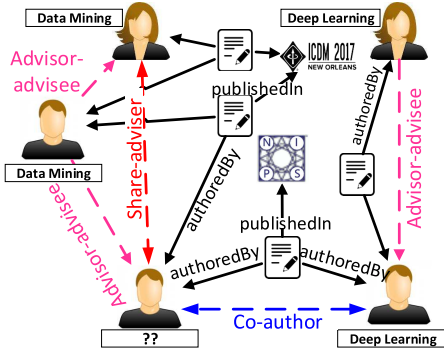 Data Mining
Deep Learning
Advisor-
advisee
ICDM 2017
NEW ORLEANS
publishedIn
authoredBy
Data Mining
Share-adviser
Advisor-advisee
authoredBy
N I
P S
Advisor-advisee
publishedIn
authoredBy
authoredBy
Co-author
??
Deep Learning